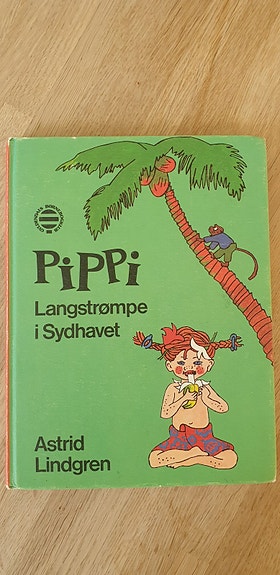 PiPPi
Langstrømpe
i Sydhavet
Astrid
Lindgren